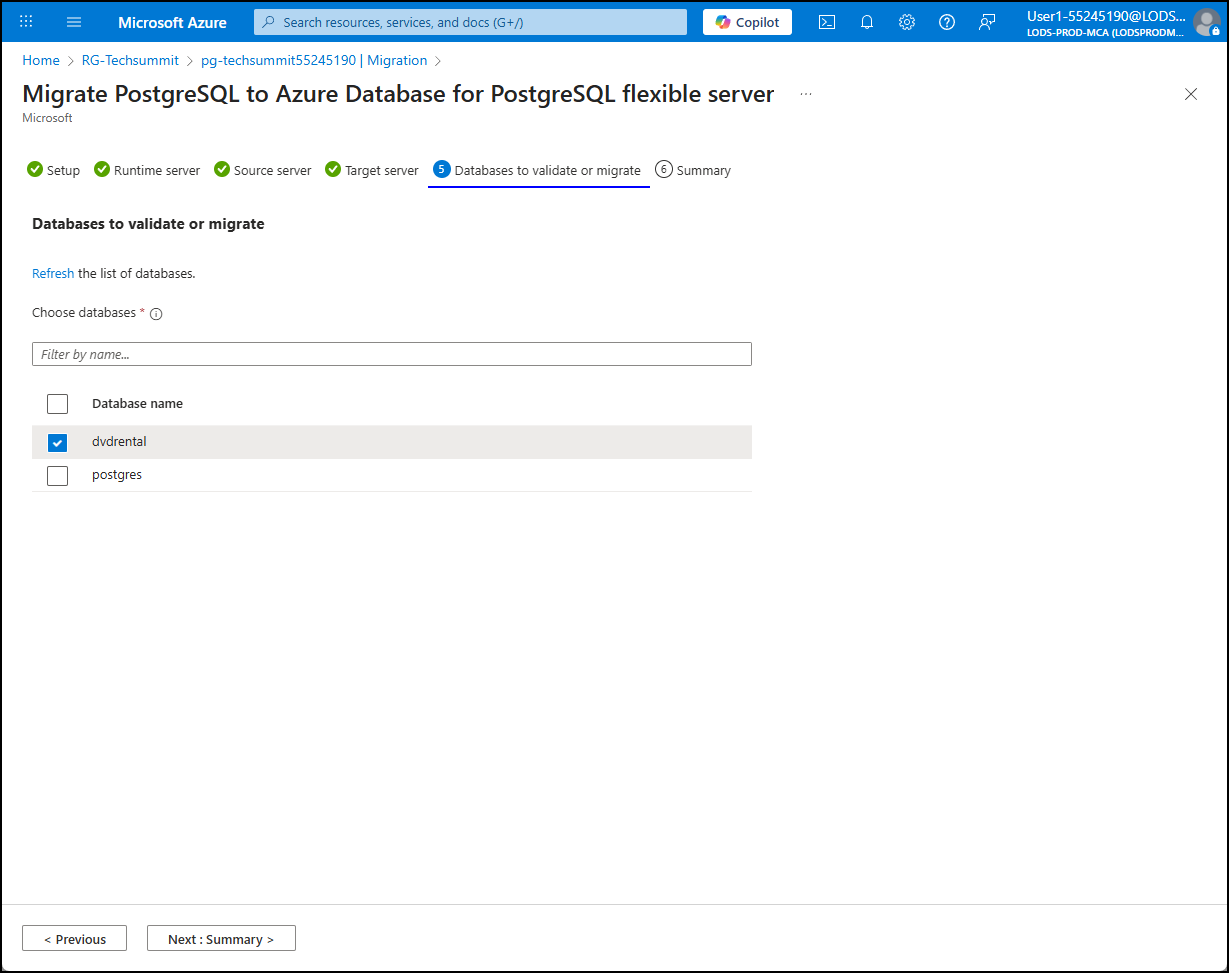 Microsoft Azure
Search resources, services, and docs (G+/)
Copilot
User1-55245190@LODS...
LODS-PROD-MCA (LODSPRODM...
Home > RG-Techsummit > pg-techsummit55245190 | Migration >
Migrate PostgreSQL to Azure Database for PostgreSQL flexible server ...
Microsoft
Setup
Runtime server
Source server
Target server
5 Databases to validate or migrate
6 Summary
Databases to validate or migrate
Refresh the list of databases.
Choose databases *
Filter by name...
Database name
dvdrental
postgres
< Previous
Next : Summary >